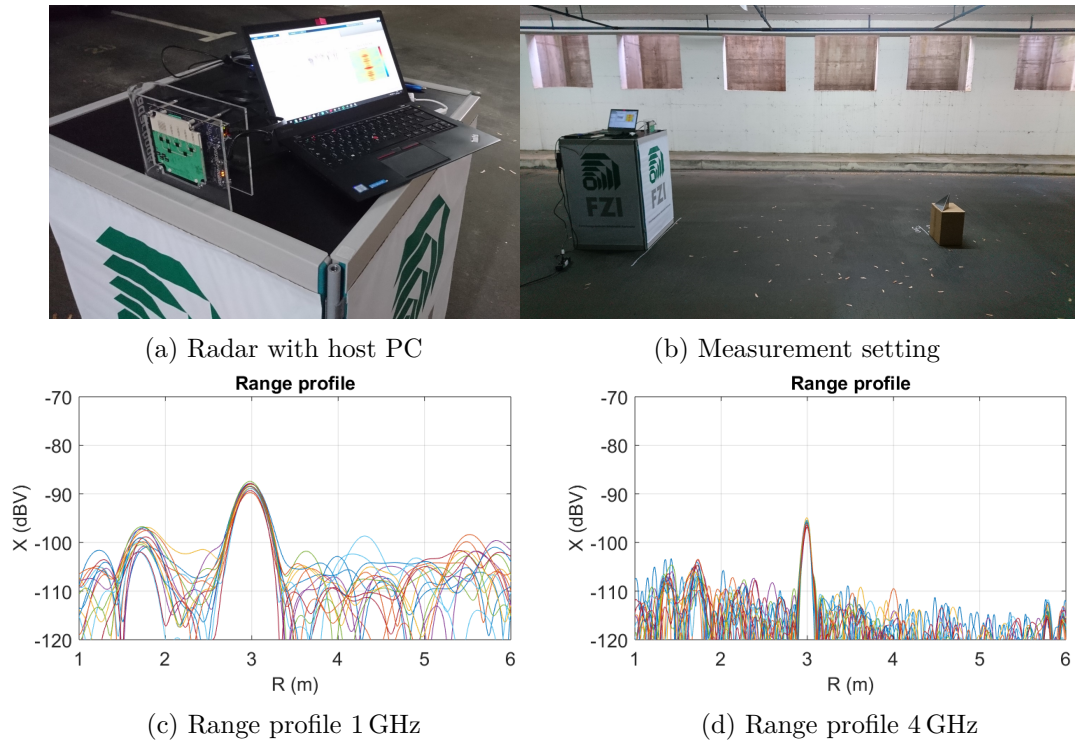 FZI
FZI
(a) Radar with host PC
(b) Measurement setting
Range profile
-70
-80
-90
-100
-110
-120
X (dBV)
1
2
3
4
5
6
R (m)
Range profile
-70
-80
-90
-100
-110
-120
X (dBV)
1
2
3
4
5
6
R (m)
(c) Range profile 1 GHz
(d) Range profile 4 GHz